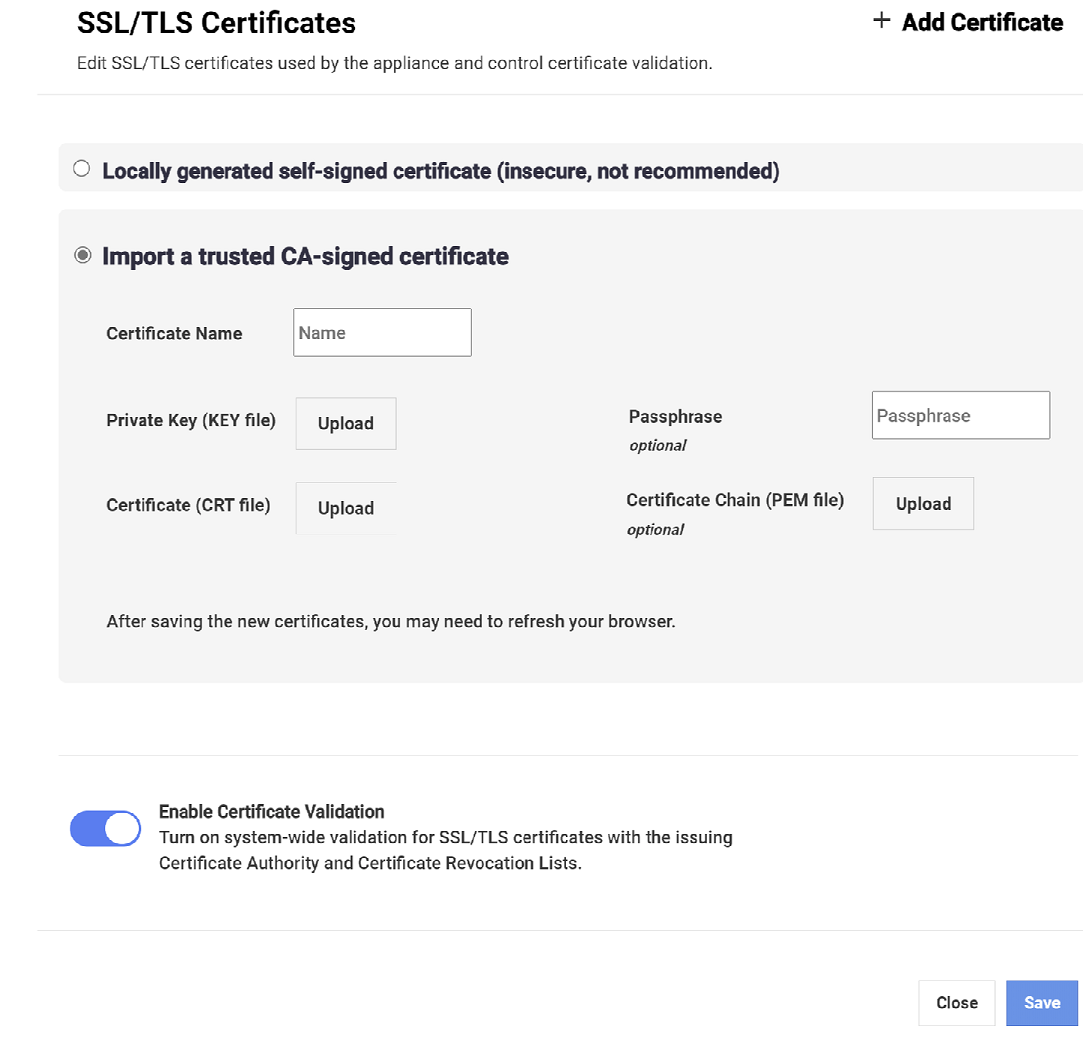 SSL/TLS Certificates
+ Add Certificate
Edit SSL/TLS certificates used by the appliance and control certificate validation.
Locally generated self-signed certificate (insecure, not recommended)
Import a trusted CA-signed certificate
Certificate Name
Name
Private Key (KEY file)
Upload
Passphrase
optional
Passphrase
Certificate (CRT file)
Upload
Certificate Chain (PEM file)
optional
Upload
After saving the new certificates, you may need to refresh your browser.
Enable Certificate Validation
Turn on system-wide validation for SSL/TLS certificates with the issuing
Certificate Authority and Certificate Revocation Lists.
Close
Save